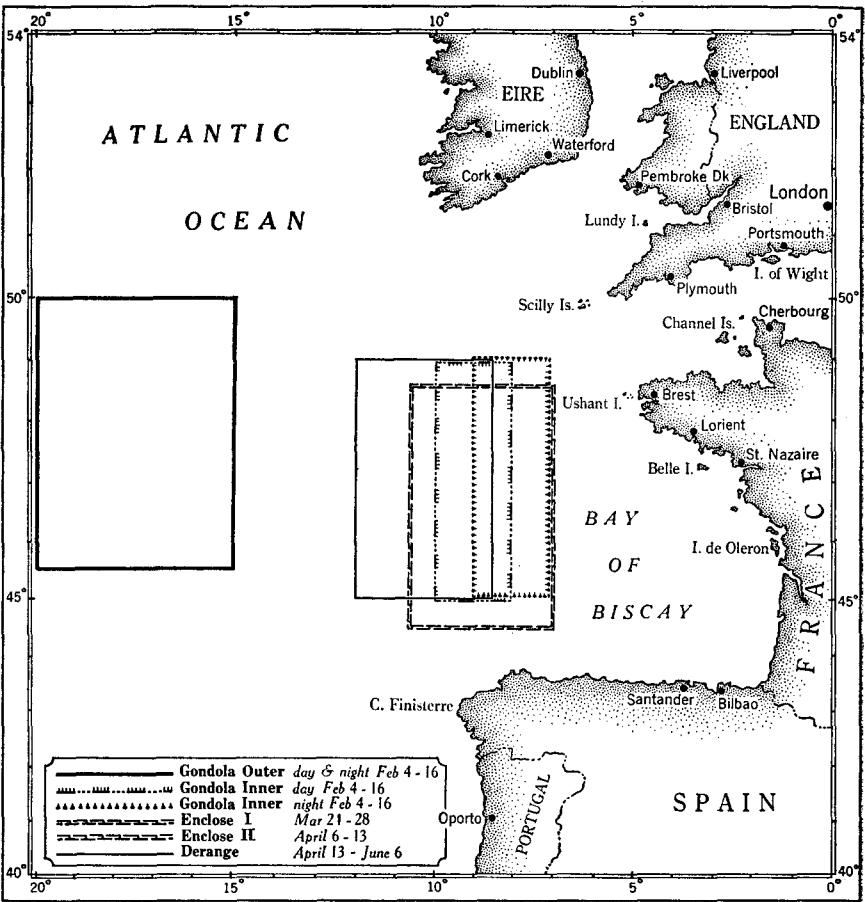 20° 15° 10° 5° 0°
54° 54°
Dublin Liverpool
EIRE
ATLANTIC ENGLAND
Limerick
Waterford
Cork Pembroke Dk
London
Bristol
OCEAN Lundy I.
Portsmouth
I. of Wight
Plymouth
50° 50°
Scilly Is.
Cherbourg
Channel Is.
Ushant I. Brest
Lorient
St. Nazaire
Belle I.
BAY
OF
BISCAY
I. de Oleron
FRANCE
45° 45°
C. Finisterre
Santander Bilbao
Gondola Outer day & night Feb 4 - 16
Gondola Inner day Feb 4 - 16
Gondola Inner night Feb 4 - 16
Enclose I Mar 21 - 28
Enclose II April 6 - 13
Derange April 13 - June 6
Oporto
PORTUGAL
SPAIN
40° 40°
20° 15° 10° 5° 0°